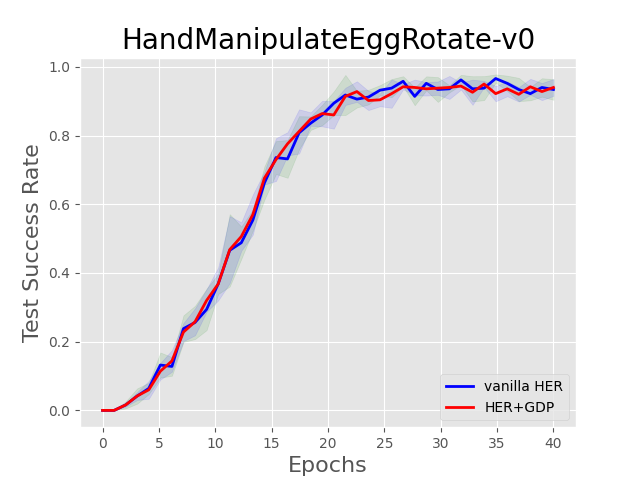 HandManipulateEggRotate-v0
Test Success Rate
1.0
0.8
0.6
0.4
0.2
0.0
vanilla HER
HER+GDP
0 5 10 15 20 25 30 35 40
Epochs